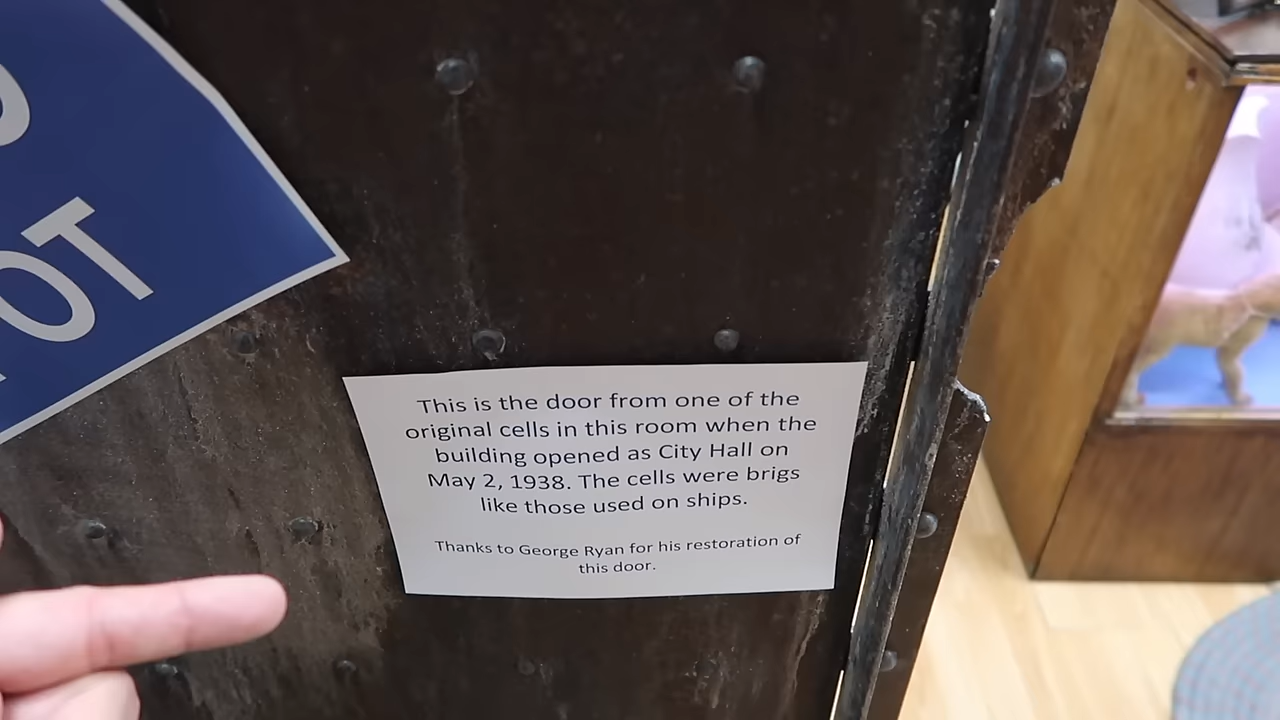 OT
This is the door from one of the
original cells in this room when the
building opened as City Hall on
May 2, 1938. The cells were brigs
like those used on ships.
Thanks to George Ryan for his restoration of
this door.